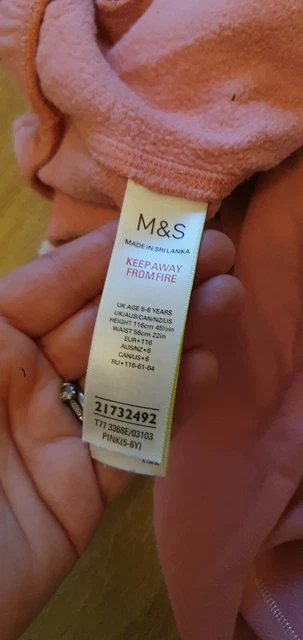 M&S
MADE IN SRI LANKA
KEEP AWAY
FROM FIRE
UK AGE 5-6 YEARS
UK/AUS/CAN/NZ/US
HEIGHT 116cm 45½in
WAIST 56cm 22in
EUR•116
AUS/NZ•6
CAN/US•6
RU•116-61-54
21732492
T77 3368E/03103
PINK(5-6Y)